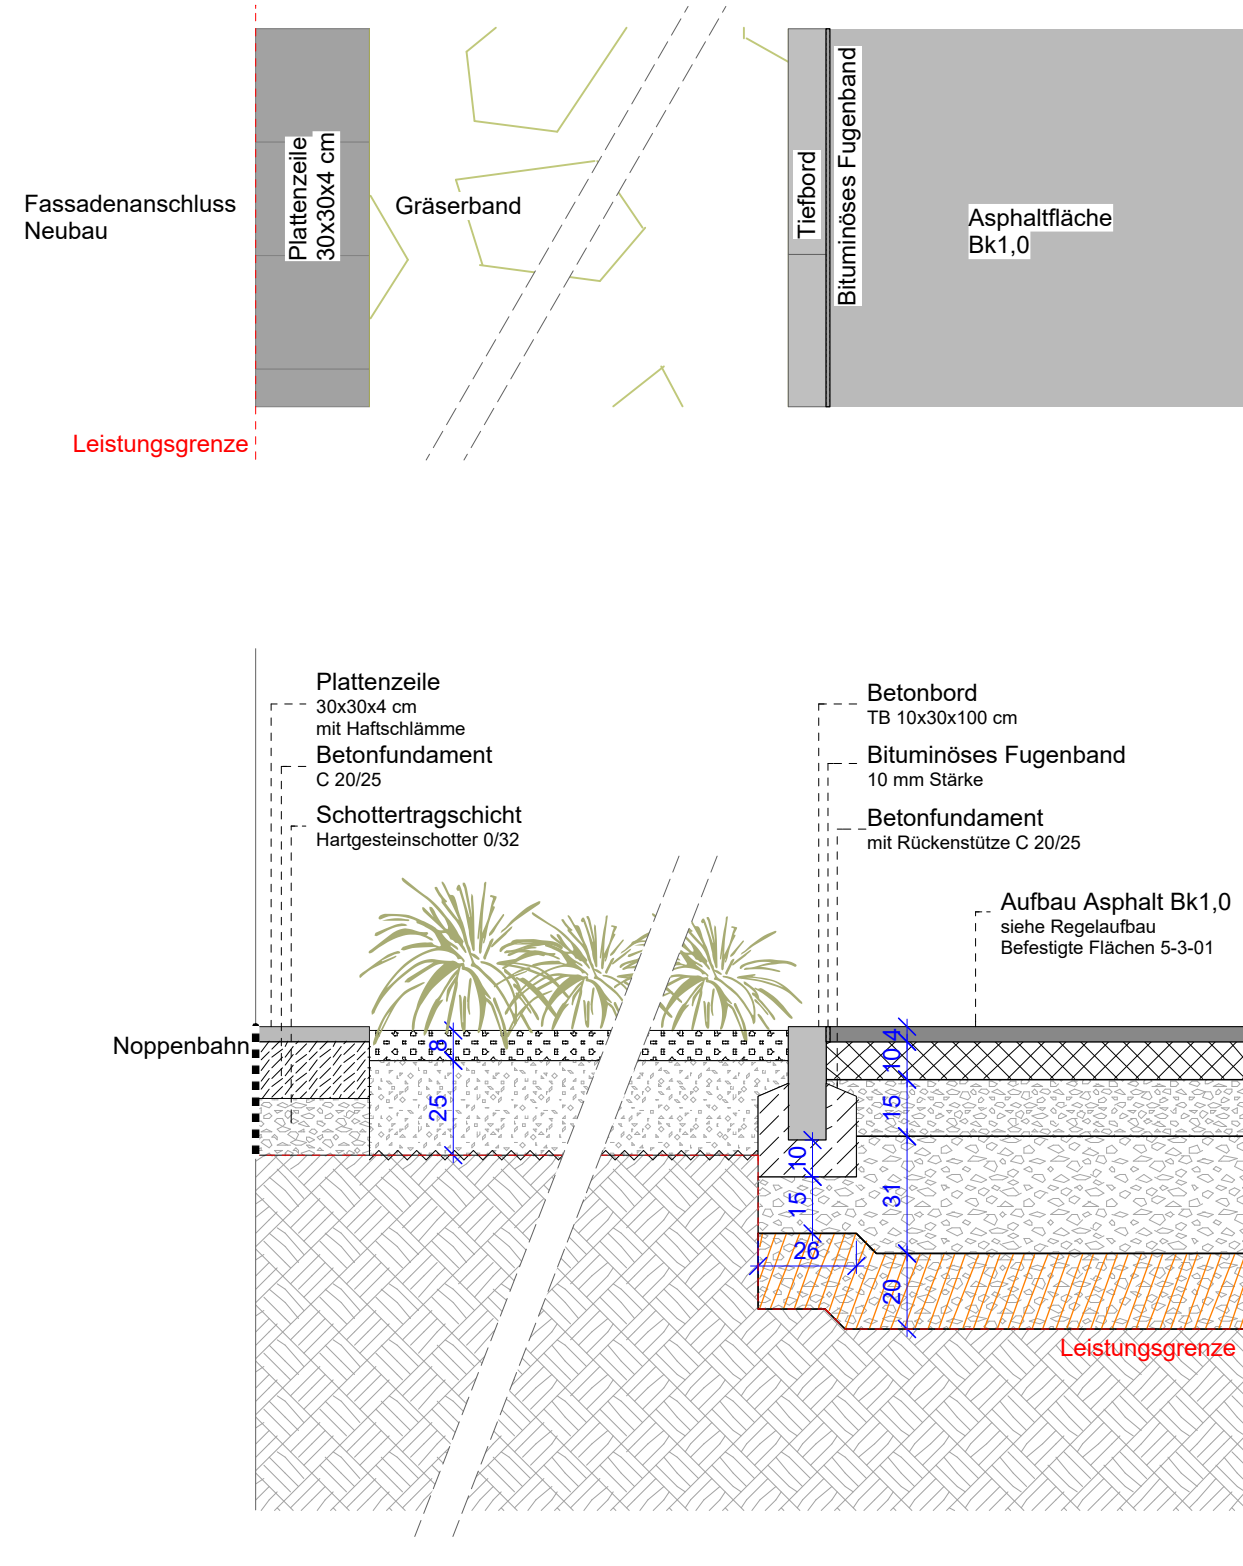 Fassadenanschluss
Neubau
Plattenzeile
30x30x4 cm
Gräserband
Tiefbord
Bituminöses Fugenband
Asphaltfläche
Bk1,0
Leistungsgrenze
Plattenzeile
30x30x4 cm
mit Haftschlämme
Betonfundament
C 20/25
Schottertragschicht
Hartgesteinschotter 0/32
Betonbord
TB 10x30x100 cm
Bituminöses Fugenband
10 mm Stärke
Betonfundament
mit Rückenstütze C 20/25
Aufbau Asphalt Bk1,0
siehe Regelaufbau
Befestigte Flächen 5-3-01
Noppenbahn
8
25
10
15
26
4
10
15
31
20
Leistungsgrenze